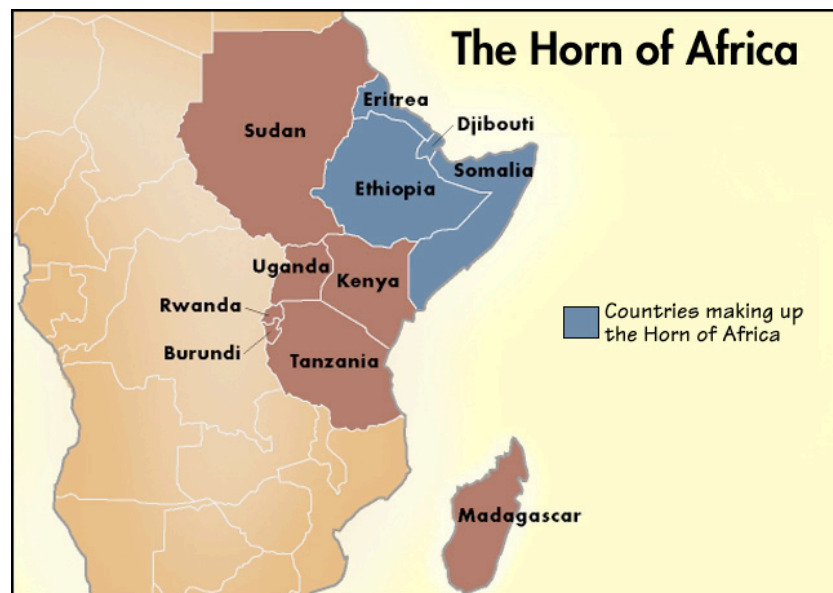 The Horn of Africa
Eritrea
Djibouti
Sudan
Somalia
Ethiopia
Uganda
Kenya
Rwanda
Countries making up
the Horn of Africa
Burundi
Tanzania
Madagascar